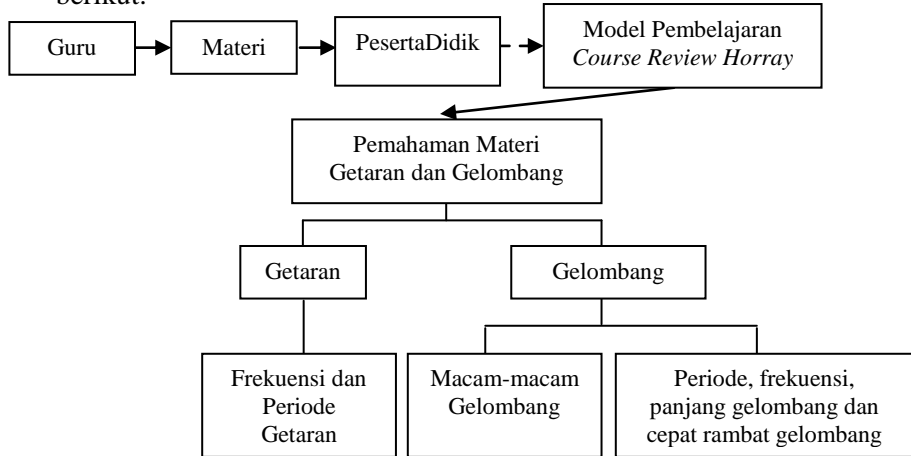 berikut:
Guru
Materi
PesertaDidik
Model Pembelajaran
Course Review Horray
Pemahaman Materi
Getaran dan Gelombang
Getaran
Gelombang
Frekuensi dan
Periode
Getaran
Macam-macam
Gelombang
Periode, frekuensi,
panjang gelombang dan
cepat rambat gelombang